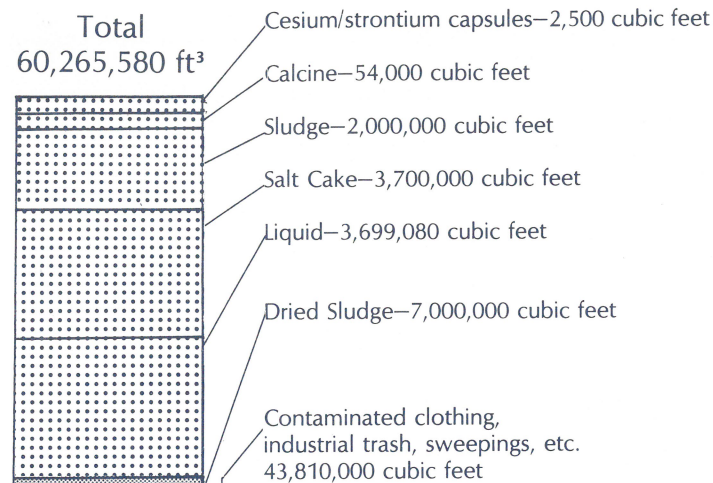 Total
60,265,580 ft³
Cesium/strontium capsules—2,500 cubic feet
Calcine—54,000 cubic feet
Sludge—2,000,000 cubic feet
Salt Cake—3,700,000 cubic feet
Liquid—3,699,080 cubic feet
Dried Sludge—7,000,000 cubic feet
Contaminated clothing,
industrial trash, sweepings, etc.
43,810,000 cubic feet